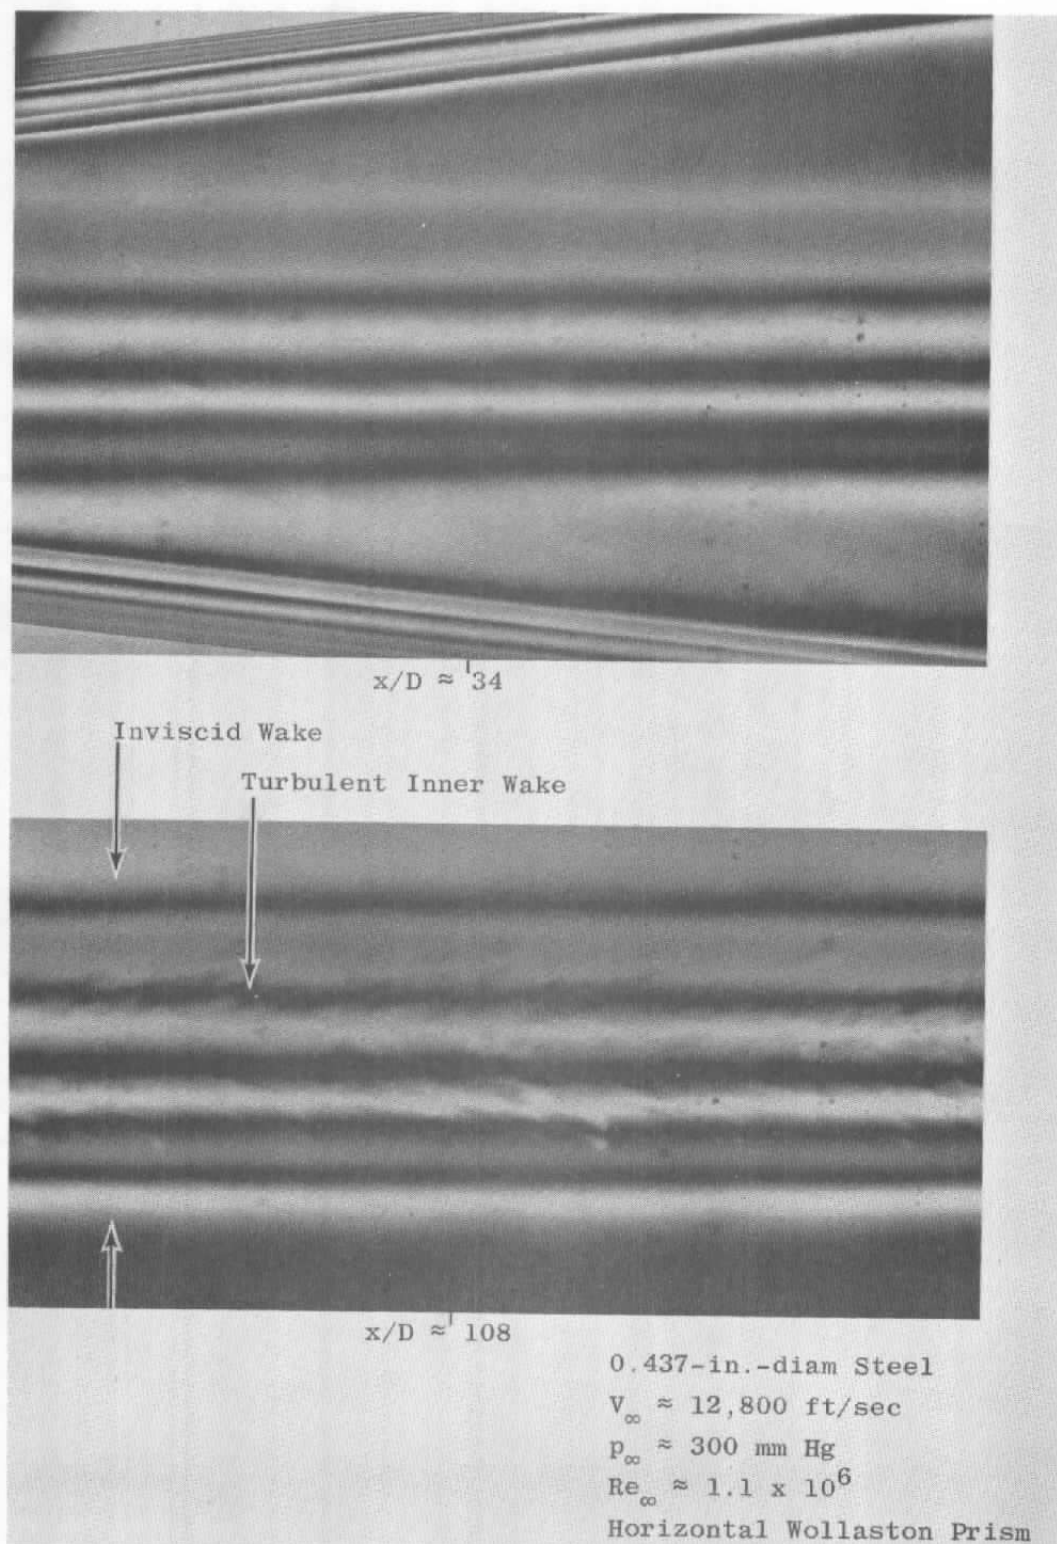 x/D ≈ 34
Inviscid Wake
Turbulent Inner Wake
x/D ≈ 108
0.437-in.-diam Steel
V∞ ≈ 12,800 ft/sec
p∞ ≈ 300 mm Hg
Re∞ ≈ 1.1 x 10⁶
Horizontal Wollaston Prism